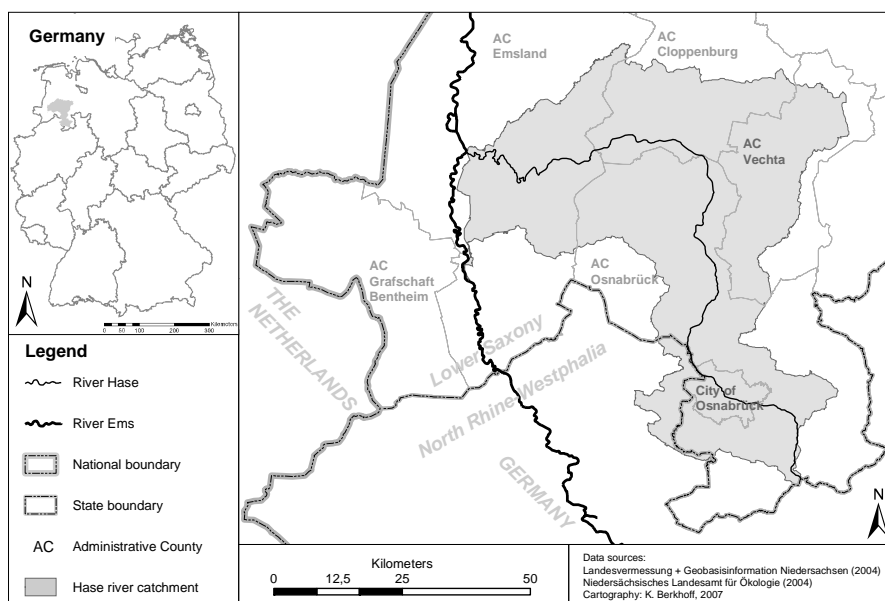 Germany
N
0 50 100 200 300
Kilometers
Legend
River Hase
River Ems
National boundary
State boundary
AC Administrative County
Hase river catchment
AC
Emsland
AC
Cloppenburg
AC
Vechta
AC
Grafschaft
Bentheim
AC
Osnabrück
THE
NETHERLANDS
Lower Saxony
North Rhine-Westphalia
GERMANY
City of
Osnabrück
N
Kilometers
0 12,5 25 50
Data sources:
Landesvermessung + Geobasisinformation Niedersachsen (2004)
Niedersächsisches Landesamt für Ökologie (2004)
Cartography: K. Berkhoff, 2007